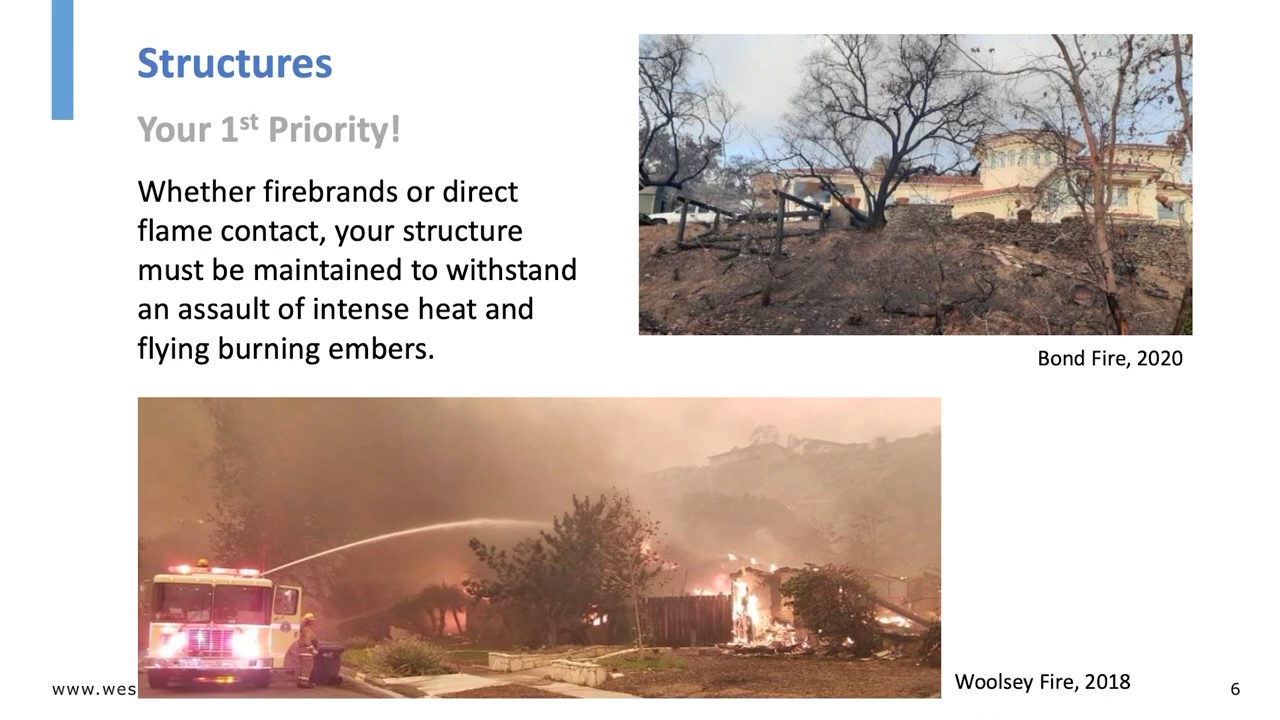 Structures
Your 1st Priority!
Whether firebrands or direct
flame contact, your structure
must be maintained to withstand
an assault of intense heat and
flying burning embers.
Bond Fire, 2020
Woolsey Fire, 2018
www.wes
6